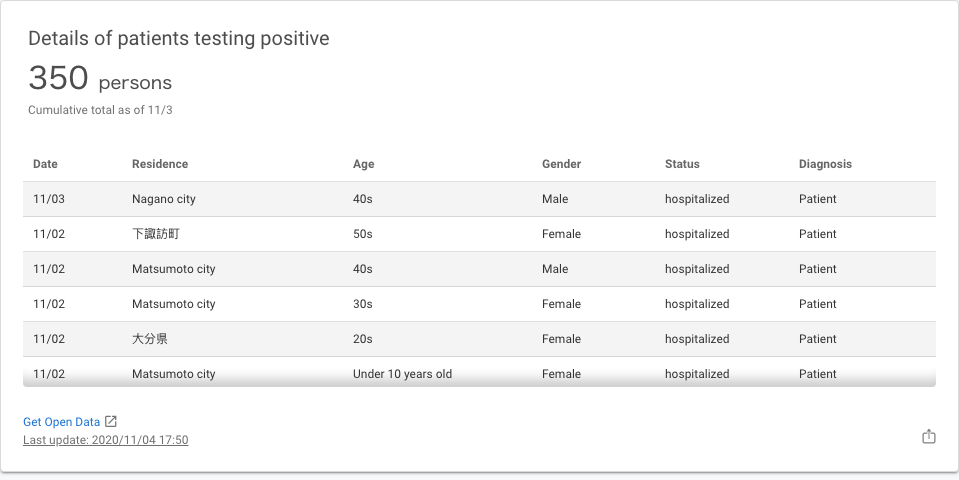 Details of patients testing positive
350 persons
Cumulative total as of 11/3
Date Residence Age Gender Status Diagnosis
11/03 Nagano city 40s Male hospitalized Patient
11/02 下諏訪町 50s Female hospitalized Patient
11/02 Matsumoto city 40s Male hospitalized Patient
11/02 Matsumoto city 30s Female hospitalized Patient
11/02 大分県 20s Female hospitalized Patient
11/02 Matsumoto city Under 10 years old Female hospitalized Patient
Get Open Data
Last update: 2020/11/04 17:50